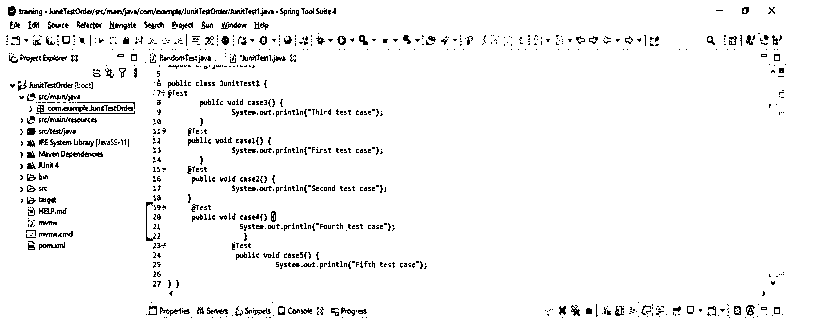 training - JunitTestOrder/src/main/java/com/example/JunitTestOrder/JunitTest1.java - Spring Tool Suite 4
File Edit Source Refactor Navigate Search Project Run Window Help
Project Explorer
RandomTest.java
*JunitTest1.java
JunitTestOrder [boot]
src/main/java
com.example.JunitTestOrder
src/main/resources
src/test/java
JRE System Library [JavaSE-11]
Maven Dependencies
JUnit 4
bin
src
target
HELP.md
mvnw
mvnw.cmd
pom.xml
6 public class JunitTest1 {
7 @Test
8 public void case3() {
9 System.out.println("Third test case");
10 }
11 @Test
12 public void case1() {
13 System.out.println("First test case");
14 }
15 @Test
16 public void case2() {
17 System.out.println("Second test case");
18 }
19 @Test
20 public void case4() {
21 System.out.println("Fourth test case");
22 }
23 @Test
24 public void case5() {
25 System.out.println("Fifth test case");
26
27 } }
Properties Servers Snippets Console Progress